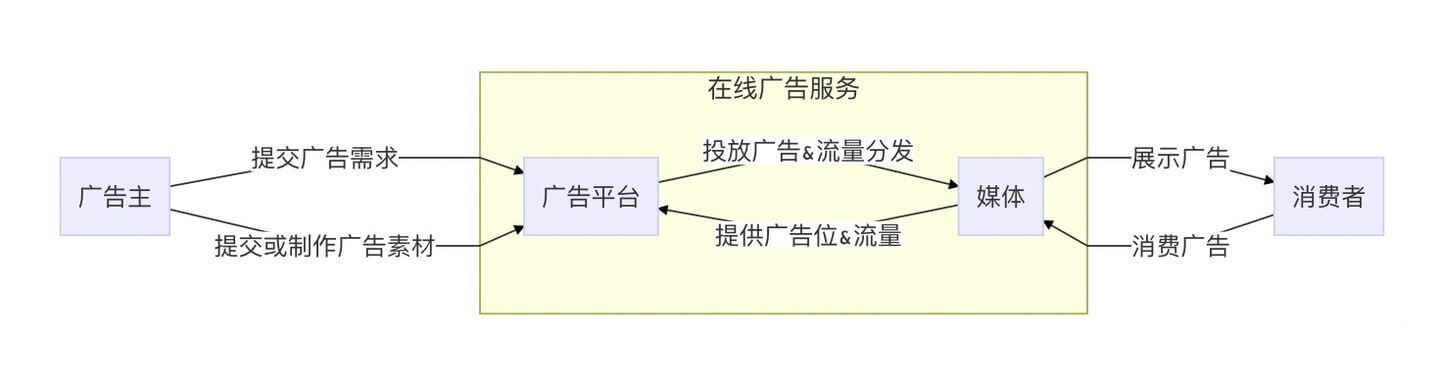 在线广告服务
提交广告需求
投放广告&流量分发
展示广告
广告主
广告平台
媒体
消费者
提交或制作广告素材
提供广告位&流量
消费广告